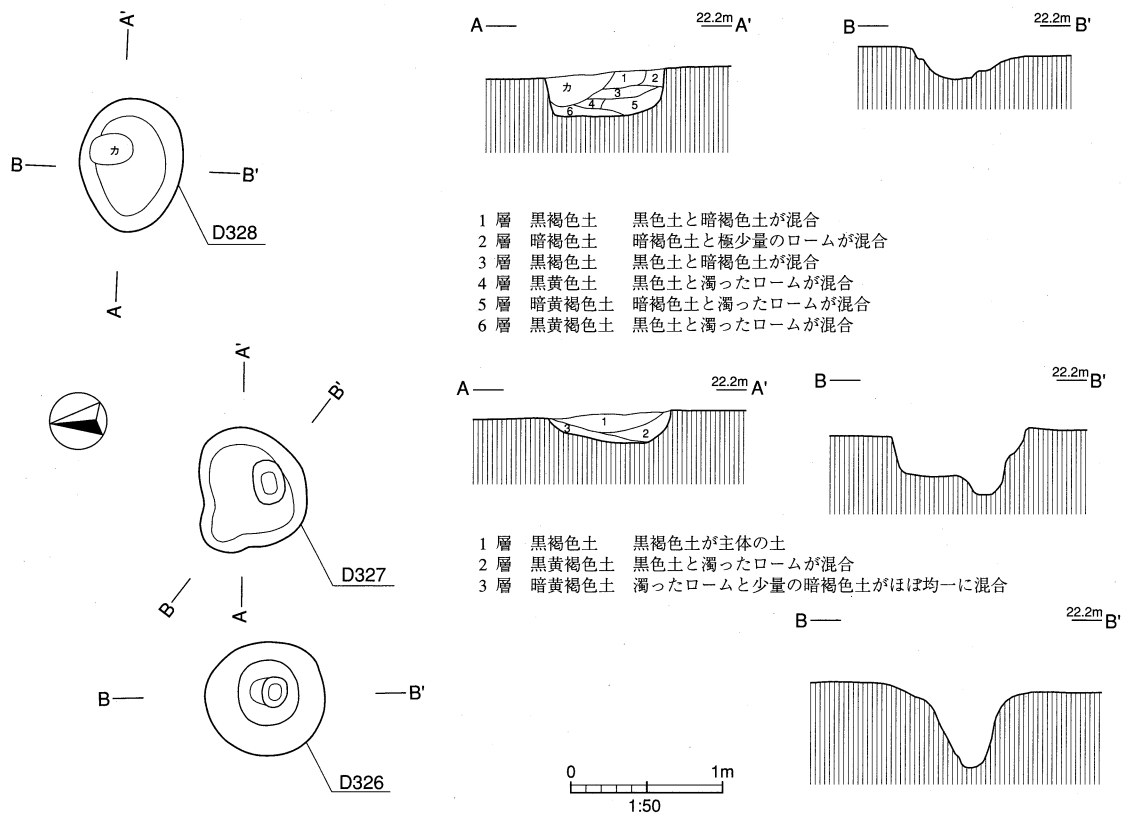 A'
B
カ
B'
D328
A
A 22.2m A'
カ 1 2 3 4 5 6
B 22.2m B'
1 層 黒褐色土 黒色土と暗褐色土が混合
2 層 暗褐色土 暗褐色土と極少量のロームが混合
3 層 黒褐色土 黒色土と暗褐色土が混合
4 層 黒黄色土 黒色土と濁ったロームが混合
5 層 暗黄褐色土 暗褐色土と濁ったロームが混合
6 層 黒黄褐色土 黒色土と濁ったロームが混合
A'
B'
D327
B
A
A 22.2m A'
1
3 2
B 22.2m B'
1 層 黒褐色土 黒褐色土が主体の土
2 層 黒黄褐色土 黒色土と濁ったロームが混合
3 層 暗黄褐色土 濁ったロームと少量の暗褐色土がほぼ均一に混合
B B'
D326
B 22.2m B'
0 1m
1:50